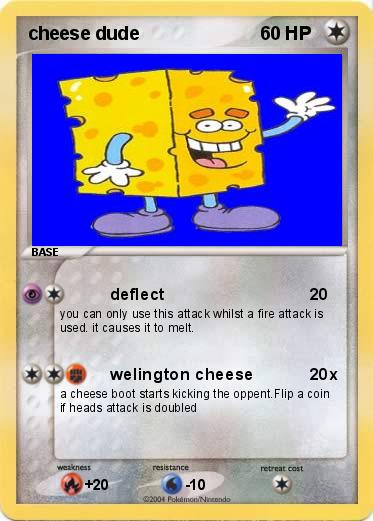 cheese dude 60 HP
BASE
deflect 20
you can only use this attack whilst a fire attack is
used. it causes it to melt.
welington cheese 20x
a cheese boot starts kicking the oppent.Flip a coin
if heads attack is doubled
weakness resistance retreat cost
+20 -10
©2004 Pokémon/Nintendo